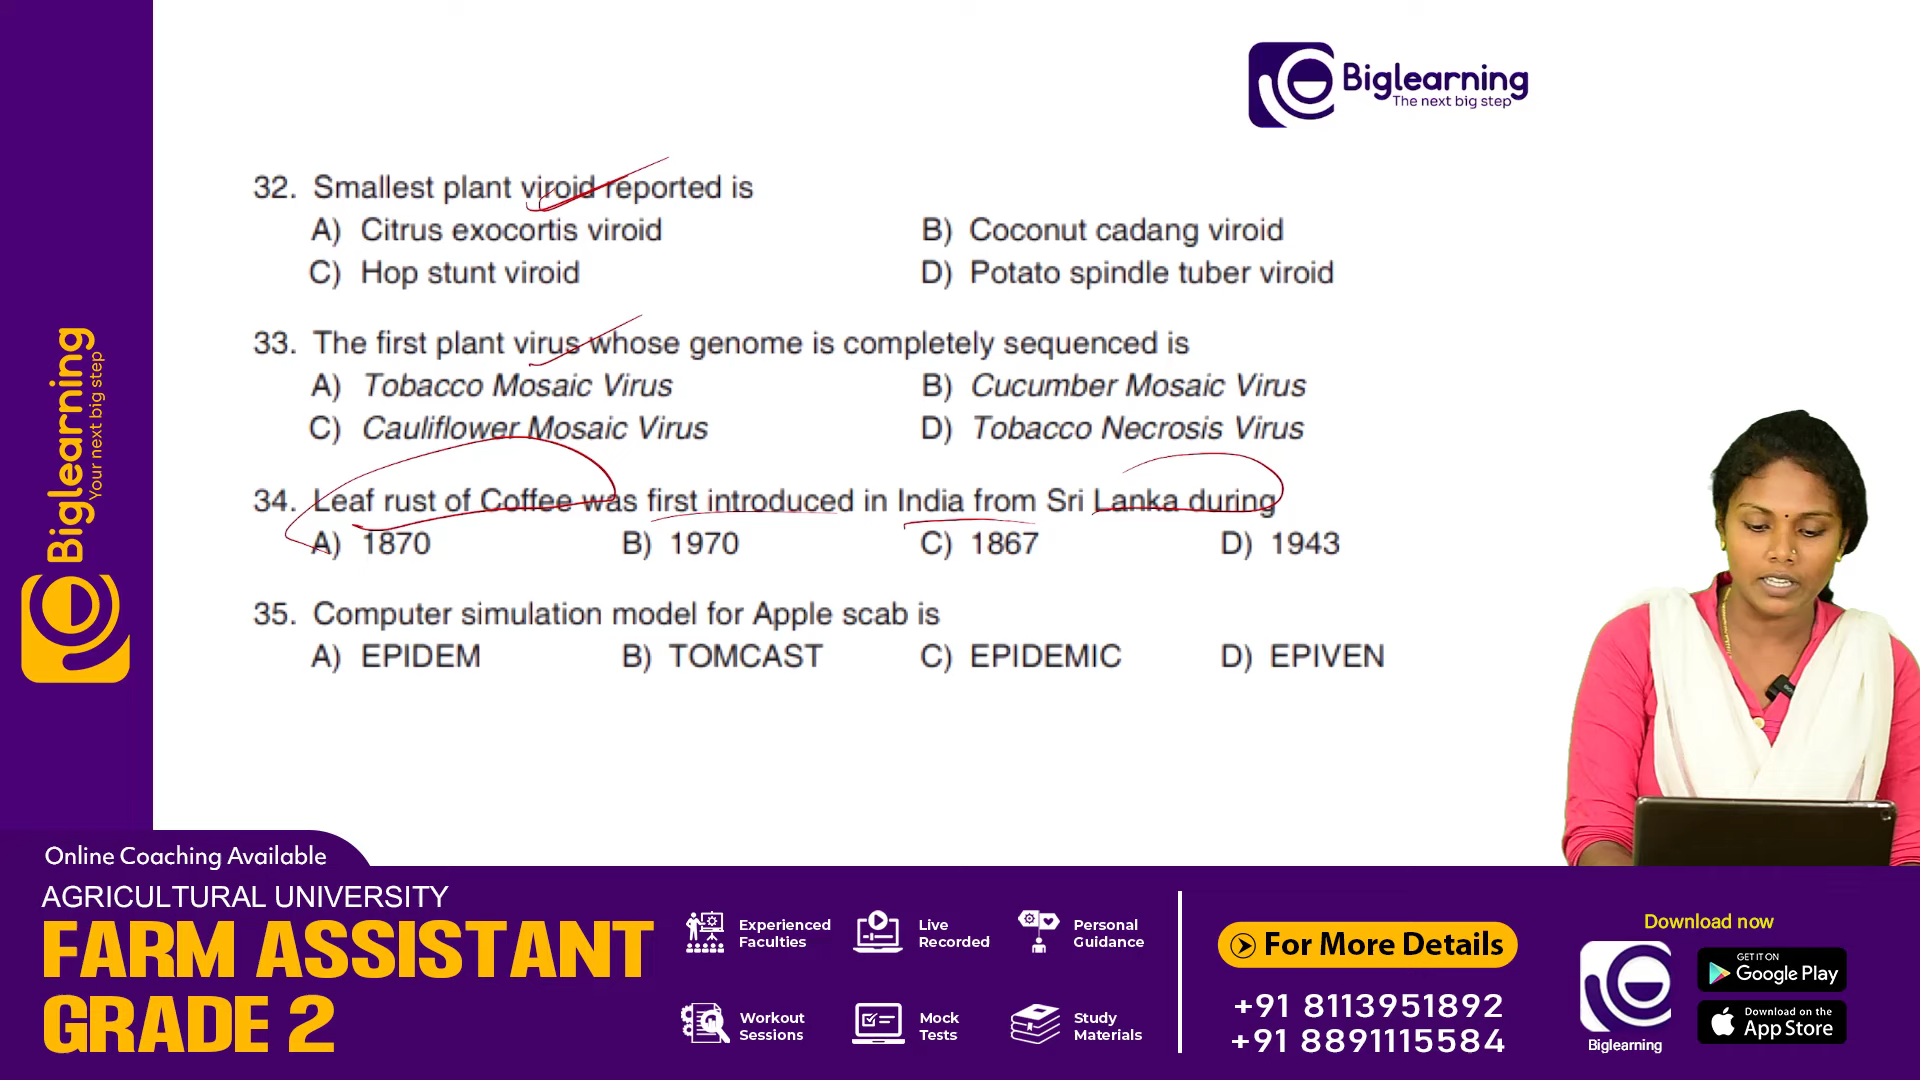 Biglearning
The next big step
32. Smallest plant viroid reported is
A) Citrus exocortis viroid
B) Coconut cadang viroid
C) Hop stunt viroid
D) Potato spindle tuber viroid
33. The first plant virus whose genome is completely sequenced is
A) Tobacco Mosaic Virus
B) Cucumber Mosaic Virus
C) Cauliflower Mosaic Virus
D) Tobacco Necrosis Virus
34. Leaf rust of Coffee was first introduced in India from Sri Lanka during
A) 1870
B) 1970
C) 1867
D) 1943
35. Computer simulation model for Apple scab is
A) EPIDEM
B) TOMCAST
C) EPIDEMIC
D) EPIVEN
Biglearning
Your next big step
Online Coaching Available
AGRICULTURAL UNIVERSITY
FARM ASSISTANT
GRADE 2
Experienced
Faculties
Live
Recorded
Personal
Guidance
Workout
Sessions
Mock
Tests
Study
Materials
For More Details
+91 8113951892
+91 8891115584
Download now
Biglearning
GET IT ON
Google Play
Download on the
App Store